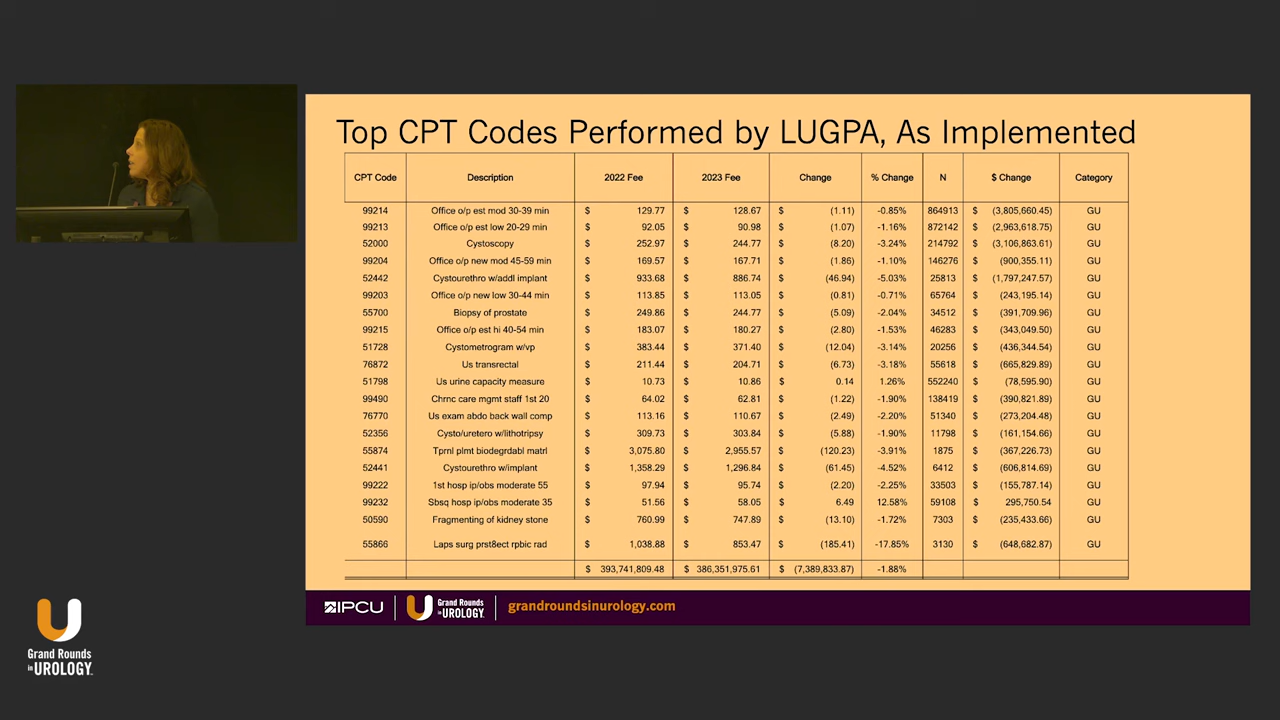 Top CPT Codes Performed by LUGPA, As Implemented
CPT Code Description 2022 Fee 2023 Fee Change % Change N $ Change Category
99214 Office o/p est mod 30-39 min $ 129.77 $ 128.67 $ (1.11) -0.85% 864913 $ (3,805,660.45) GU
99213 Office o/p est low 20-29 min $ 92.05 $ 90.98 $ (1.07) -1.16% 872142 $ (2,963,618.75) GU
52000 Cystoscopy $ 252.97 $ 244.77 $ (8.20) -3.24% 214792 $ (3,106,863.61) GU
99204 Office o/p new mod 45-59 min $ 169.57 $ 167.71 $ (1.86) -1.10% 146276 $ (900,355.11) GU
52442 Cystourethro w/addl implant $ 933.68 $ 886.74 $ (46.94) -5.03% 25813 $ (1,797,247.57) GU
99203 Office o/p new low 30-44 min $ 113.85 $ 113.05 $ (0.81) -0.71% 65764 $ (243,195.14) GU
55700 Biopsy of prostate $ 249.86 $ 244.77 $ (5.09) -2.04% 34512 $ (391,709.96) GU
99215 Office o/p est hi 40-54 min $ 183.07 $ 180.27 $ (2.80) -1.53% 46283 $ (343,049.50) GU
51728 Cystometrogram w/vp $ 383.44 $ 371.40 $ (12.04) -3.14% 20256 $ (436,344.54) GU
76872 Us transrectal $ 211.44 $ 204.71 $ (6.73) -3.18% 55618 $ (665,829.89) GU
51798 Us urine capacity measure $ 10.73 $ 10.86 $ 0.14 1.26% 552240 $ (78,595.90) GU
99490 Chrnc care mgmt staff 1st 20 $ 64.02 $ 62.81 $ (1.22) -1.90% 138419 $ (390,821.89) GU
76770 Us exam abdo back wall comp $ 113.16 $ 110.67 $ (2.49) -2.20% 51340 $ (273,204.48) GU
52356 Cysto/uretero w/lithotripsy $ 309.73 $ 303.84 $ (5.88) -1.90% 11798 $ (161,154.66) GU
55874 Tprnl plmt biodegrdabl matrl $ 3,075.80 $ 2,955.57 $ (120.23) -3.91% 1875 $ (367,226.73) GU
52441 Cystourethro w/implant $ 1,358.29 $ 1,296.84 $ (61.45) -4.52% 6412 $ (606,814.69) GU
99222 1st hosp ip/obs moderate 55 $ 97.94 $ 95.74 $ (2.20) -2.25% 33503 $ (155,787.14) GU
99232 Sbsq hosp ip/obs moderate 35 $ 51.56 $ 58.05 $ 6.49 12.58% 59108 $ 295,750.54 GU
50590 Fragmenting of kidney stone $ 760.99 $ 747.89 $ (13.10) -1.72% 7303 $ (235,433.66) GU
55866 Laps surg prst8ect rpbic rad $ 1,038.88 $ 853.47 $ (185.41) -17.85% 3130 $ (648,682.87) GU
$ 393,741,809.48 $ 386,351,975.61 $ (7,389,833.87) -1.88%
IPCU
Grand Rounds
in UROLOGY
grandroundsinurology.com
Grand Rounds
in UROLOGY